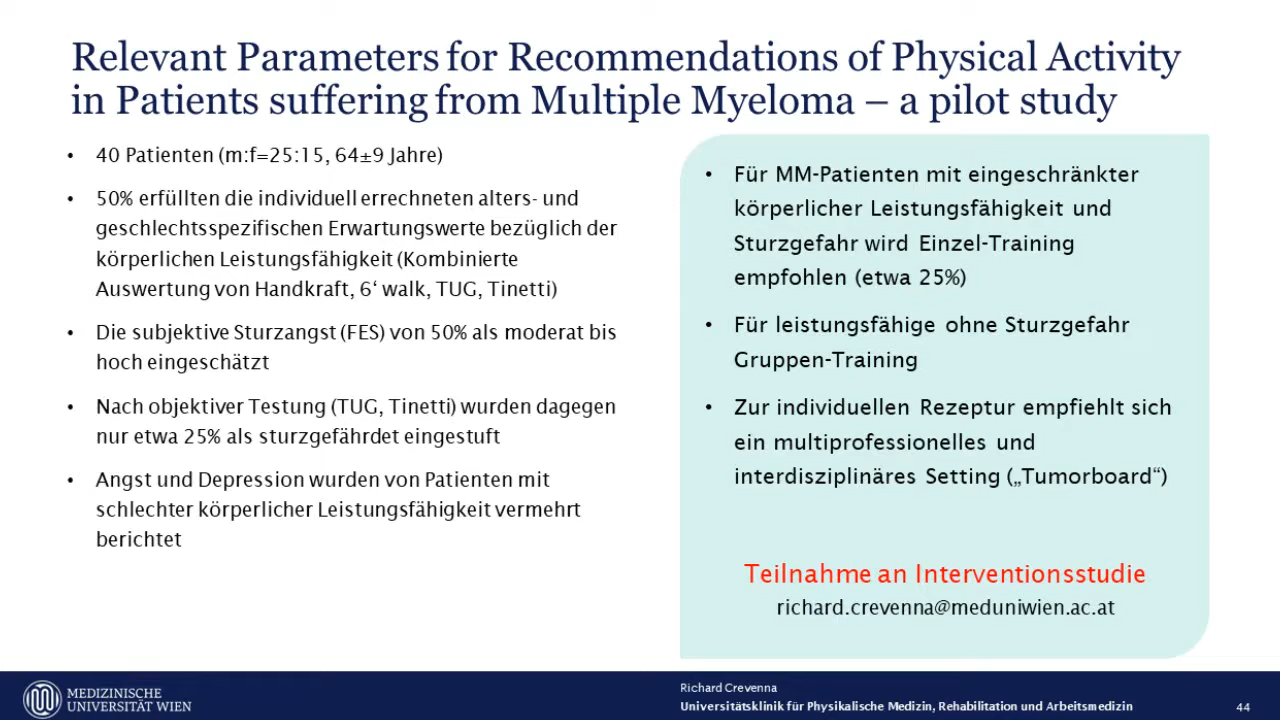 Relevant Parameters for Recommendations of Physical Activity
in Patients suffering from Multiple Myeloma – a pilot study
• 40 Patienten (m:f=25:15, 64±9 Jahre)
• 50% erfüllten die individuell errechneten alters- und
geschlechtsspezifischen Erwartungswerte bezüglich der
körperlichen Leistungsfähigkeit (Kombinierte
Auswertung von Handkraft, 6‘ walk, TUG, Tinetti)
• Die subjektive Sturzangst (FES) von 50% als moderat bis
hoch eingeschätzt
• Nach objektiver Testung (TUG, Tinetti) wurden dagegen
nur etwa 25% als sturzgefährdet eingestuft
• Angst und Depression wurden von Patienten mit
schlechter körperlicher Leistungsfähigkeit vermehrt
berichtet
• Für MM-Patienten mit eingeschränkter
körperlicher Leistungsfähigkeit und
Sturzgefahr wird Einzel-Training
empfohlen (etwa 25%)
• Für leistungsfähige ohne Sturzgefahr
Gruppen-Training
• Zur individuellen Rezeptur empfiehlt sich
ein multiprofessionelles und
interdisziplinäres Setting („Tumorboard“)
Teilnahme an Interventionsstudie
richard.crevenna@meduniwien.ac.at
MEDIZINISCHE
UNIVERSITÄT WIEN
Richard Crevenna
Universitätsklinik für Physikalische Medizin, Rehabilitation und Arbeitsmedizin
44